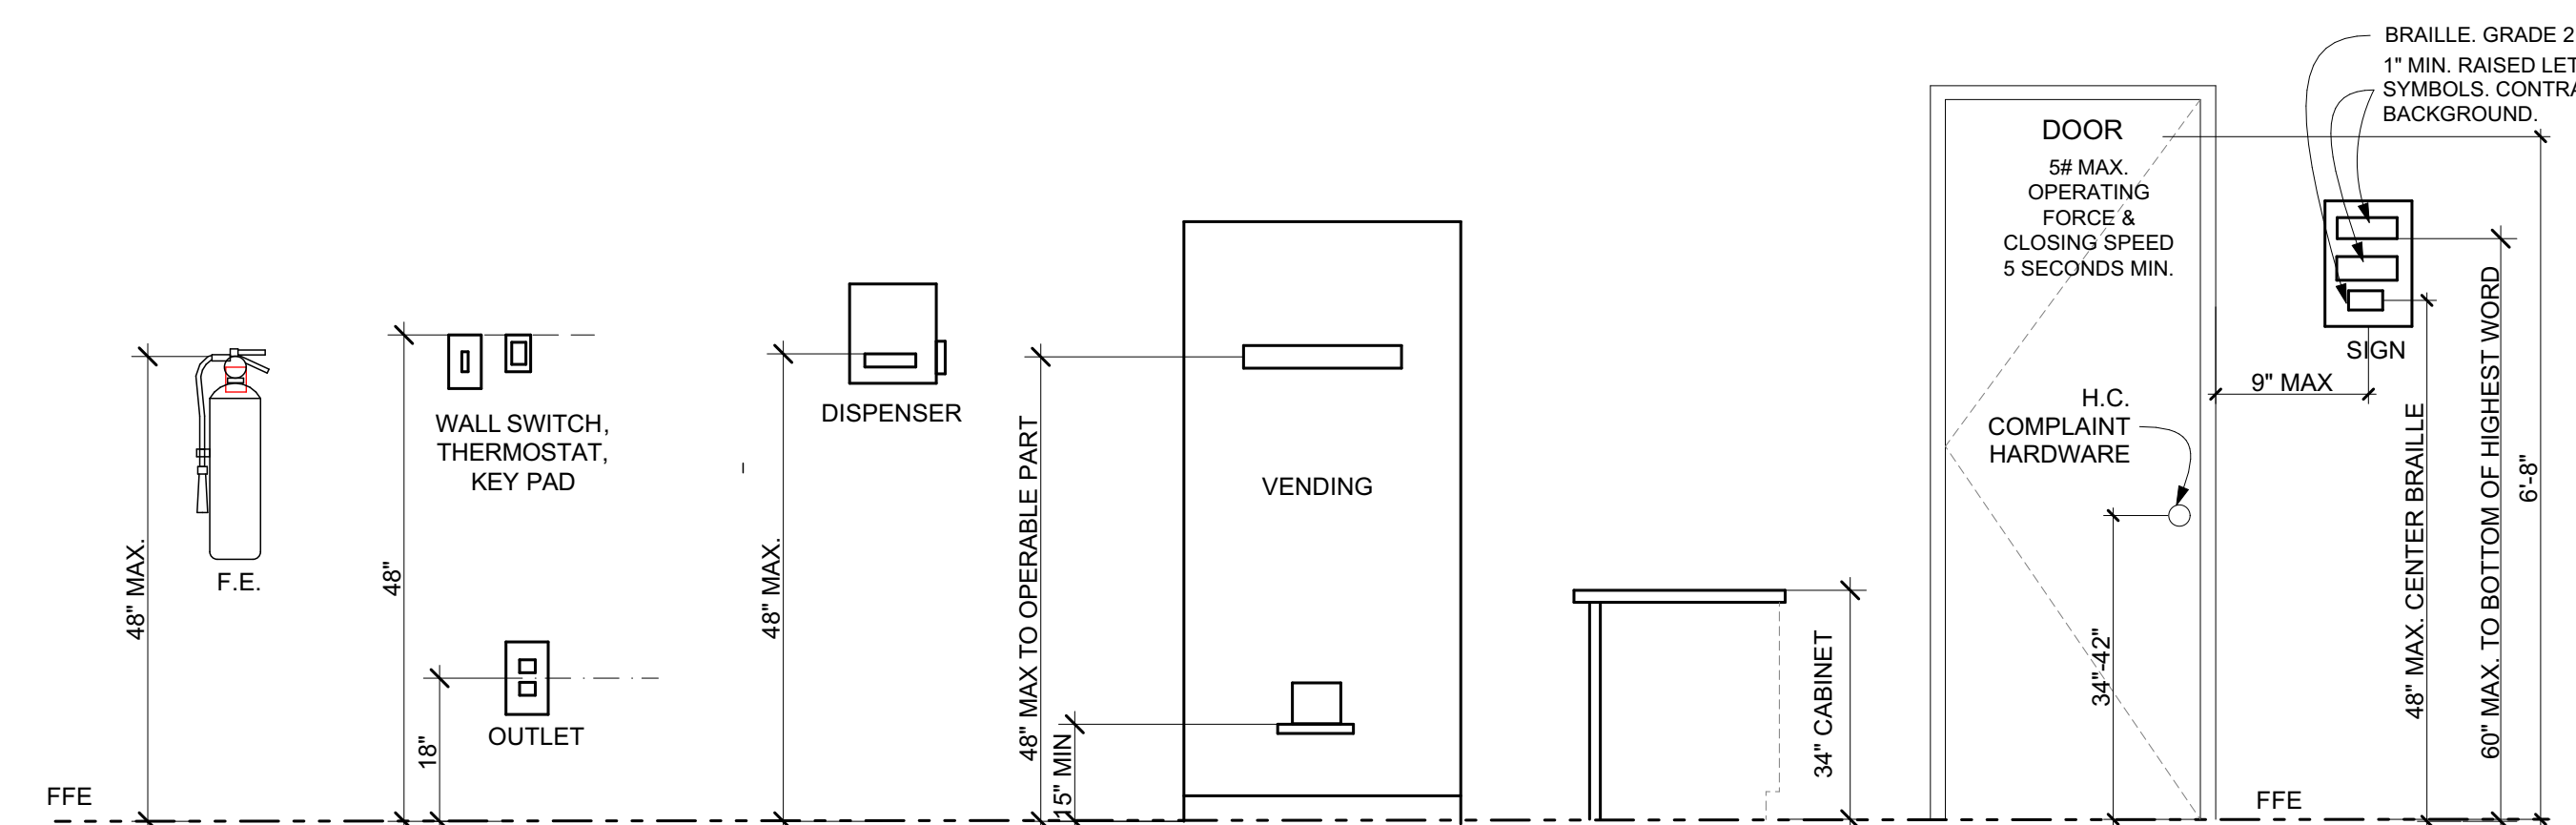 BRAILLE. GRADE 2
1" MIN. RAISED LET
SYMBOLS. CONTRA
BACKGROUND.
DOOR
5# MAX.
OPERATING
FORCE &
CLOSING SPEED
5 SECONDS MIN.
SIGN
9" MAX
H.C.
COMPLAINT
HARDWARE
34"-42"
48" MAX. CENTER BRAILLE
60" MAX. TO BOTTOM OF HIGHEST WORD
6'-8"
48" MAX.
F.E.
48"
WALL SWITCH,
THERMOSTAT,
KEY PAD
18"
OUTLET
48" MAX.
DISPENSER
48" MAX TO OPERABLE PART
15" MIN
VENDING
34" CABINET
FFE
FFE